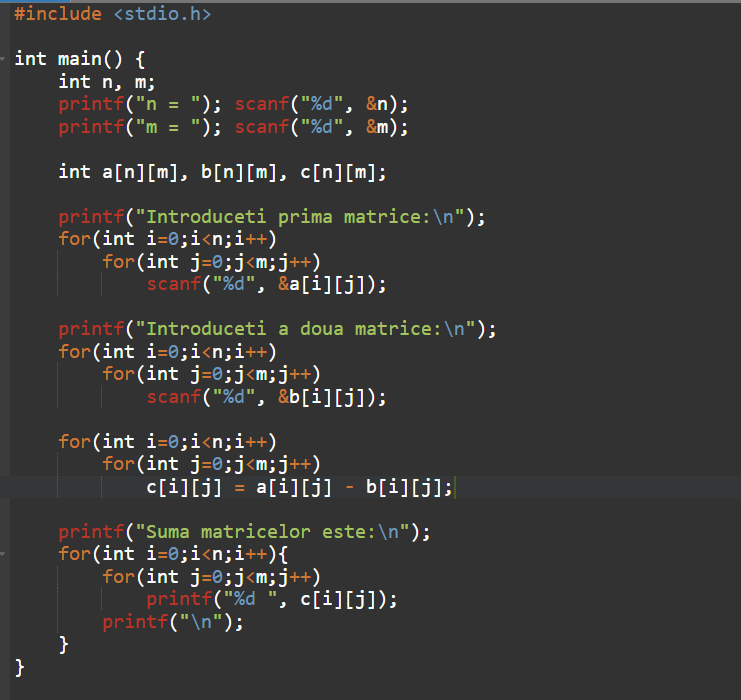 #include <stdio.h>
int main() {
int n, m;
printf("n = "); scanf("%d", &n);
printf("m = "); scanf("%d", &m);
int a[n][m], b[n][m], c[n][m];
printf("Introduceti prima matrice:\n");
for(int i=0;i<n;i++)
for(int j=0;j<m;j++)
scanf("%d", &a[i][j]);
printf("Introduceti a doua matrice:\n");
for(int i=0;i<n;i++)
for(int j=0;j<m;j++)
scanf("%d", &b[i][j]);
for(int i=0;i<n;i++)
for(int j=0;j<m;j++)
c[i][j] = a[i][j] - b[i][j];
printf("Suma matricelor este:\n");
for(int i=0;i<n;i++){
for(int j=0;j<m;j++)
printf("%d ", c[i][j]);
printf("\n");
}
}